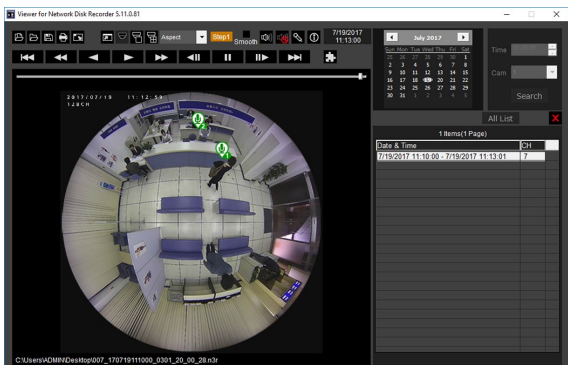 Viewer for Network Disk Recorder 5.11.0.81
Aspect
Step1
Smooth
7/19/2017
11:13:00
July 2017
Sun Mon Tue Wed Thu Fri Sat
25 26 27 28 29 30 1
2 3 4 5 6 7 8
9 10 11 12 13 14 15
16 17 18 19 20 21 22
23 24 25 26 27 28 29
30 31 1 2 3 4 5
Time
Cam
Search
All List
X
1 Items(1 Page)
Date & Time CH
7/19/2017 11:10:00 - 7/19/2017 11:13:01 7
2017/07/19 11:12:59
128CH
2
1
C:\Users\ADMIN\Desktop\007_170719111000_0301_20_00_28.n3r